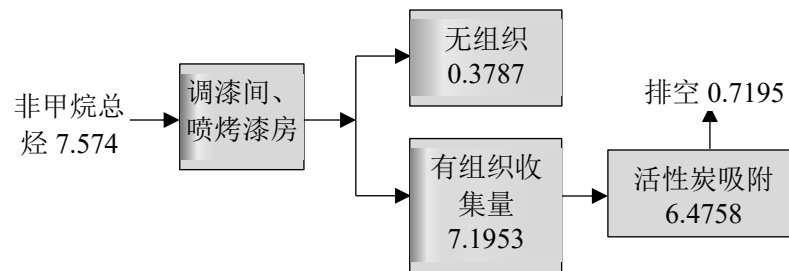 非甲烷总
烃 7.574
调漆间、
喷烤漆房
无组织
0.3787
有组织收
集量
7.1953
排空 0.7195
活性炭吸附
6.4758